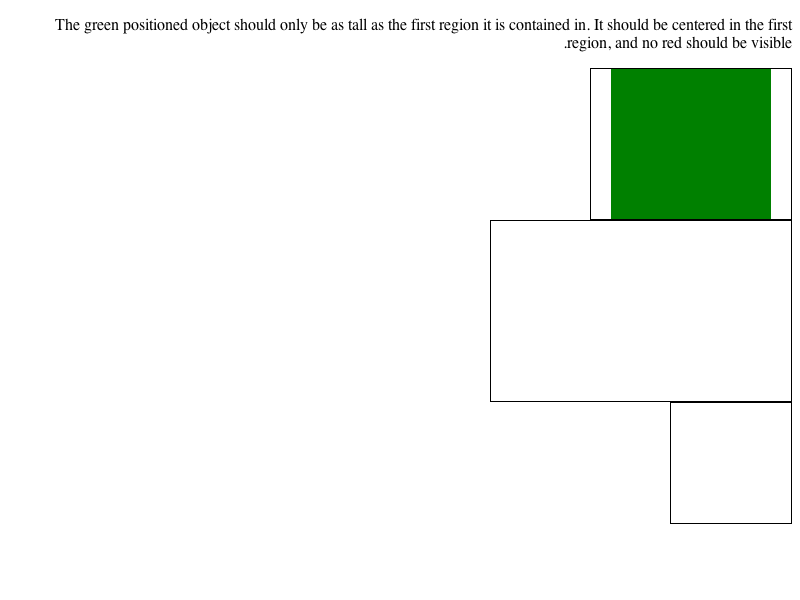 The green positioned object should only be as tall as the first region it is contained in. It should be centered in the first
.region, and no red should be visible